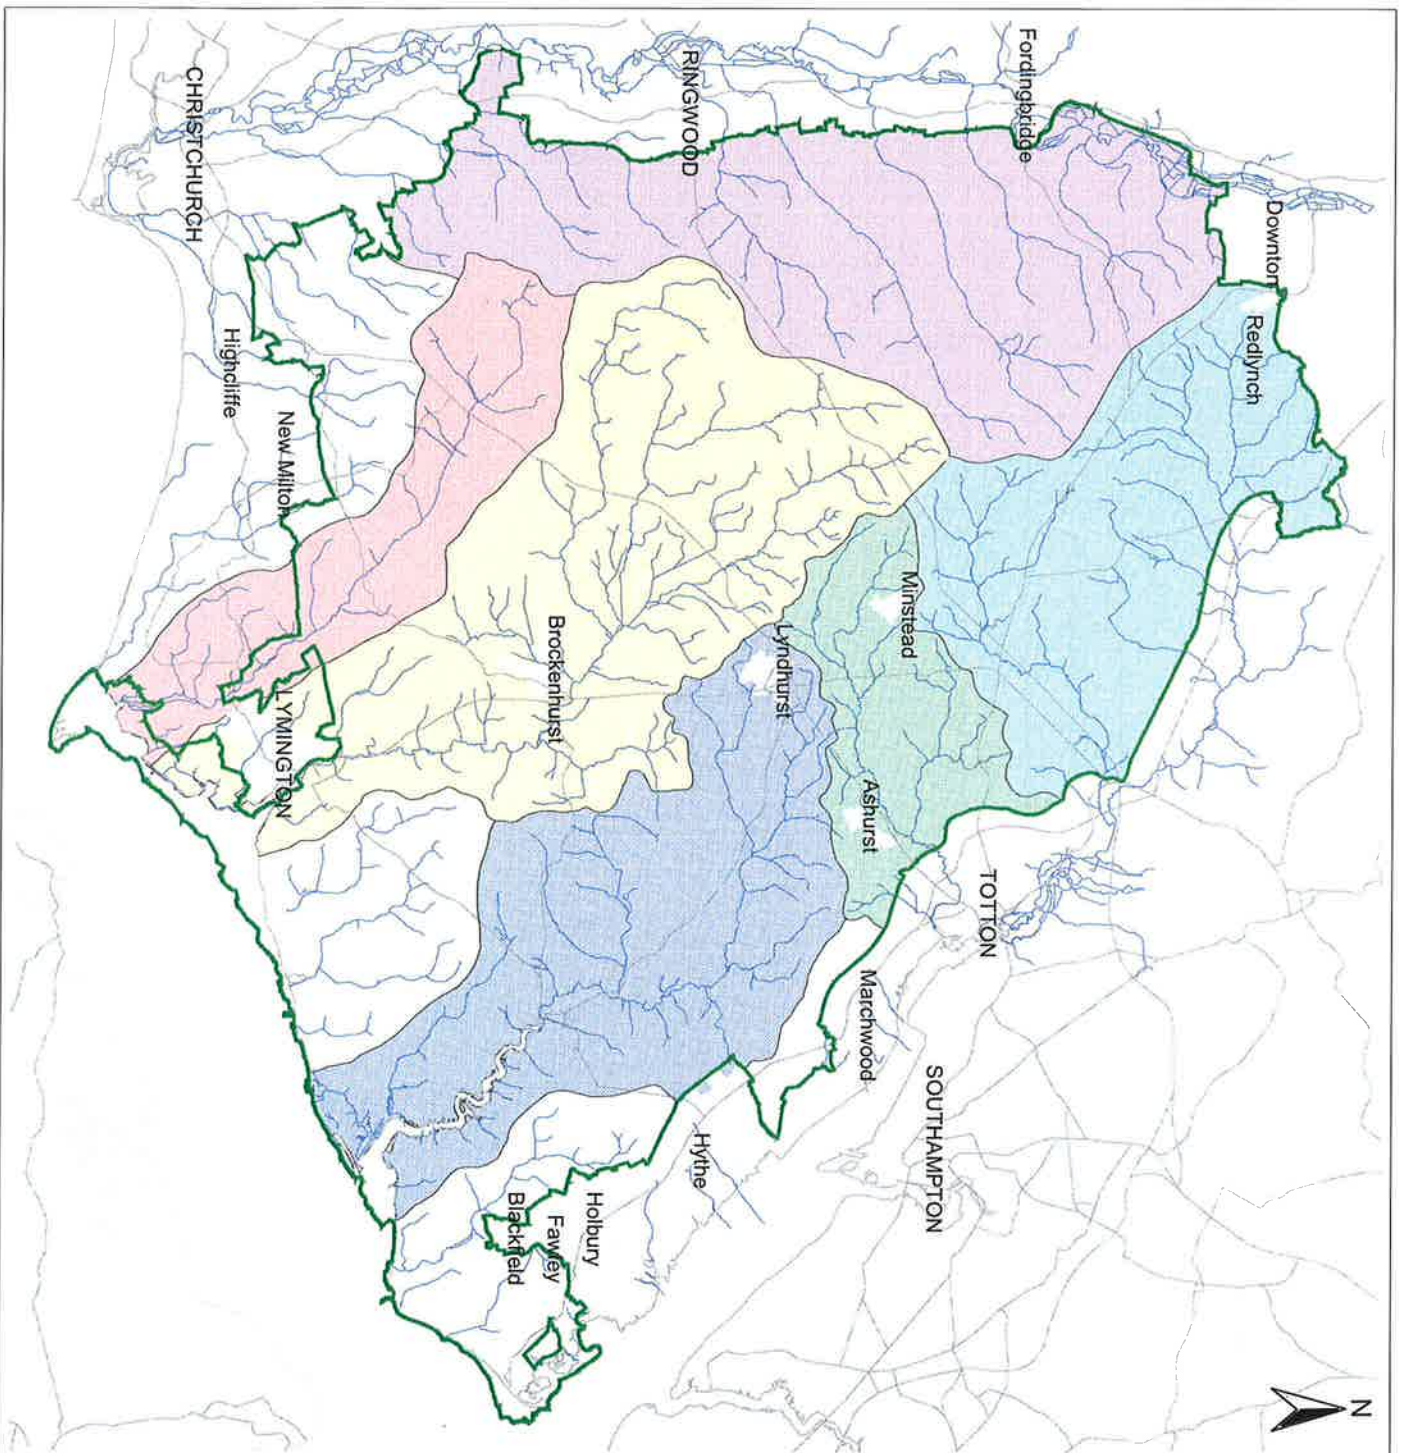 N
Downton
Redlynch
Fordingbridge
TOTTON
SOUTHAMPTON
Minstead
Ashurst
Marchwood
Lyndhurst
RINGWOOD
Hythe
Holbury
Brockenhurst
Fawley
Blackfield
New Milton
LYMINGTON
Highcliffe
CHRISTCHURCH